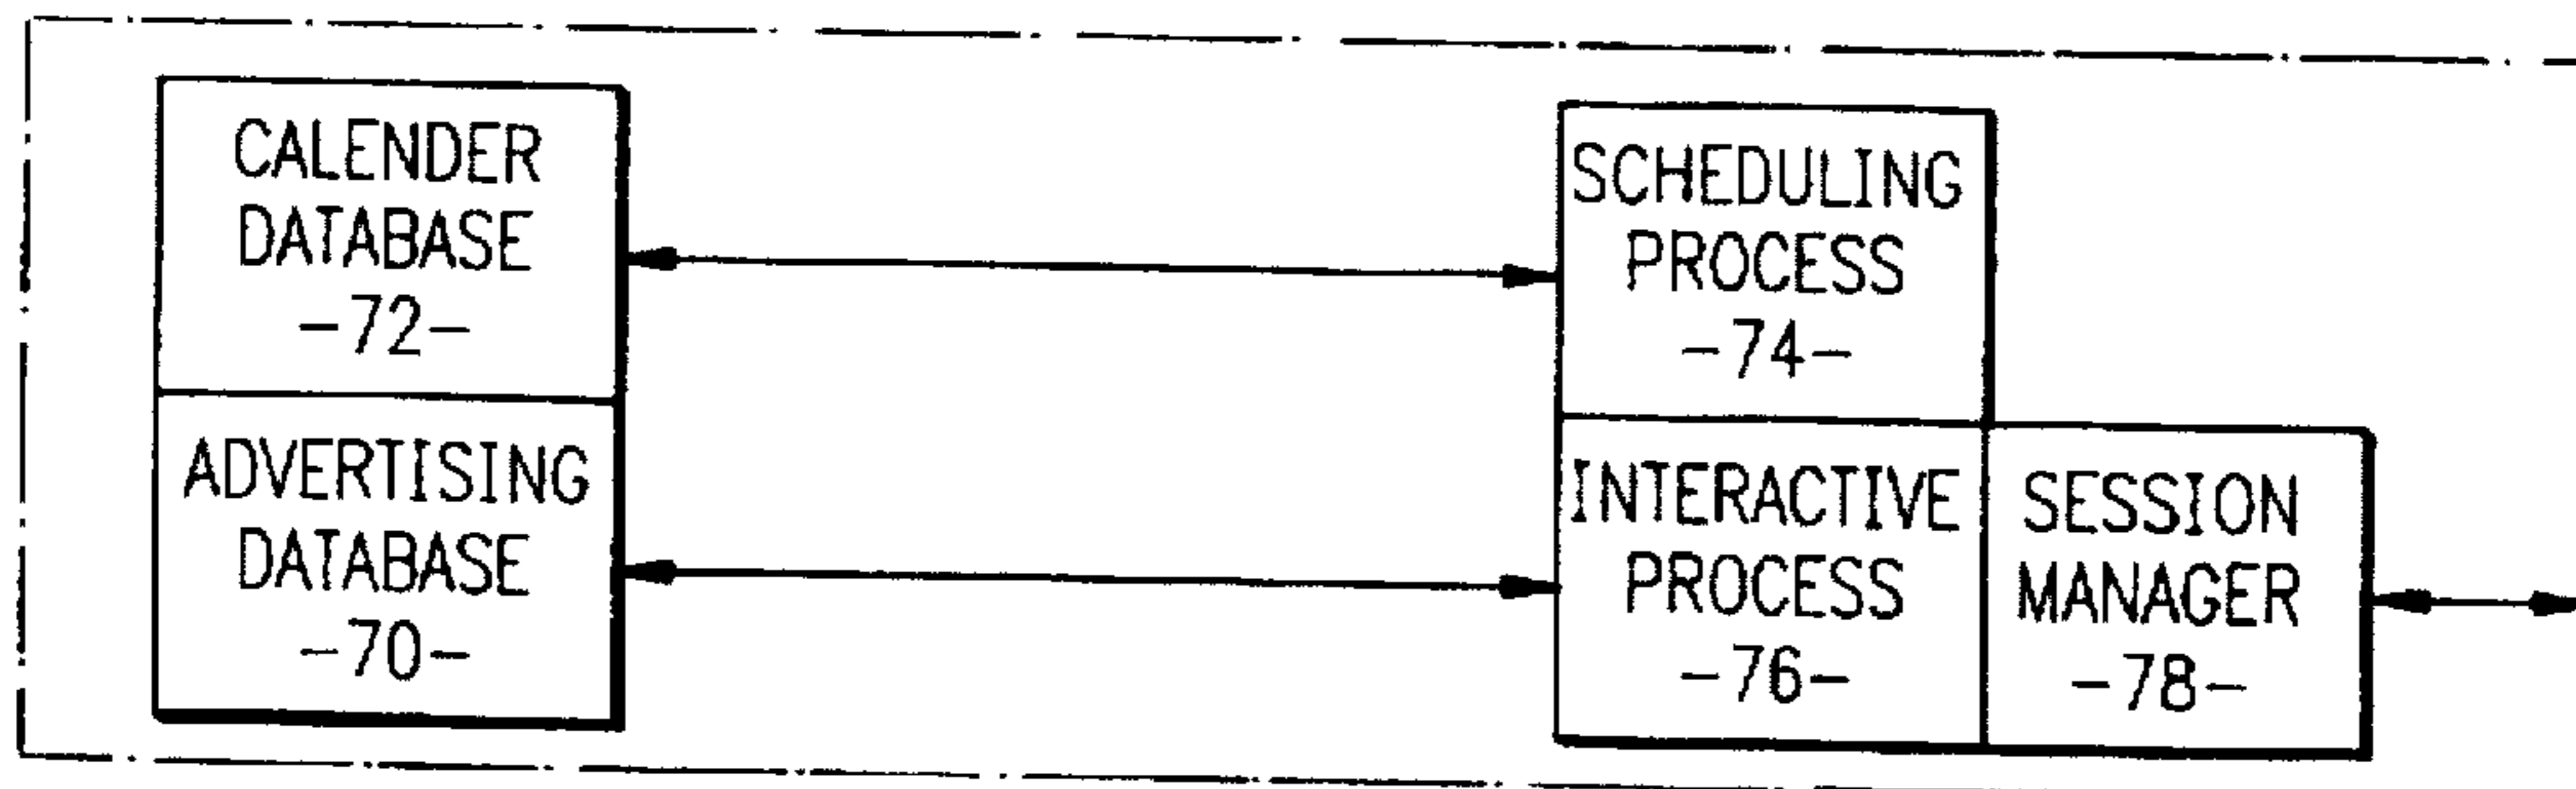 CALENDER
DATABASE
-72-
ADVERTISING
DATABASE
-70-
SCHEDULING
PROCESS
-74-
INTERACTIVE
PROCESS
-76-
SESSION
MANAGER
-78-